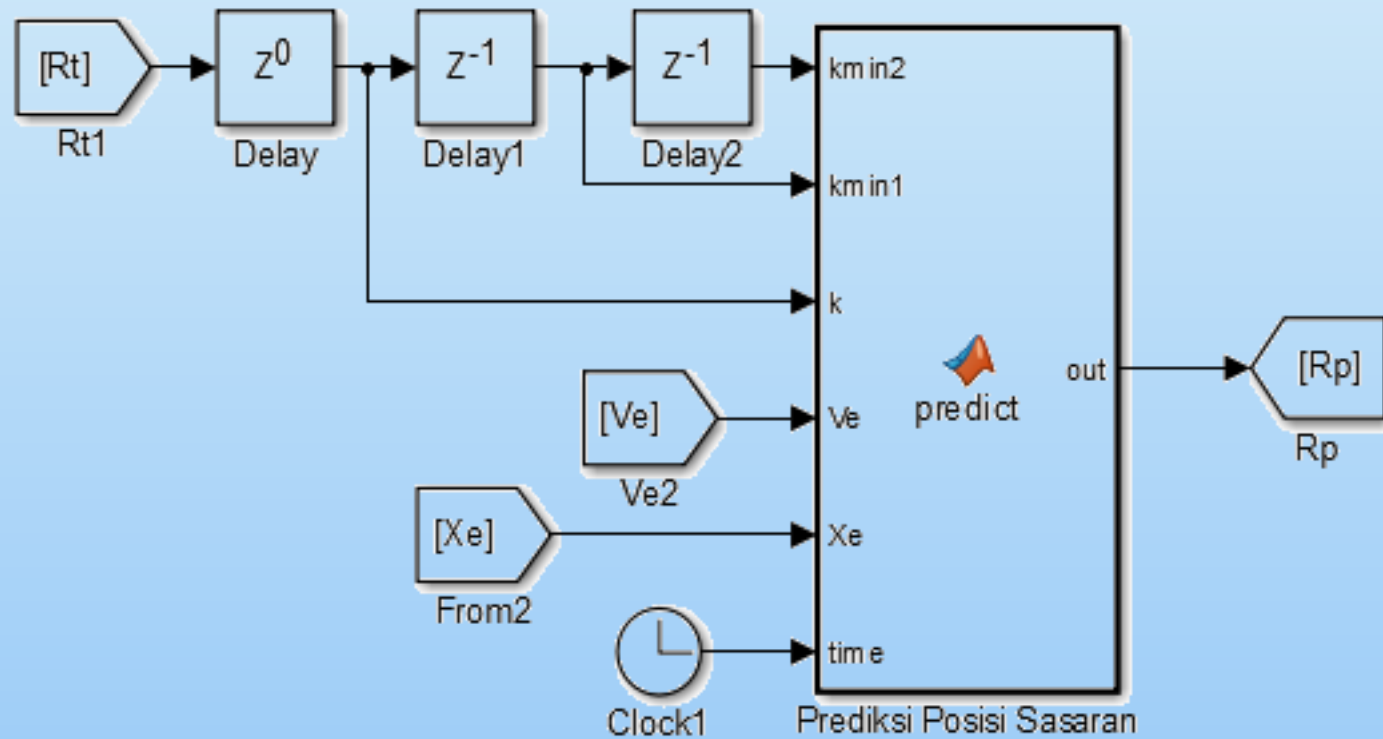 [Rt]
Rt1
Z0
Delay
Z-1
Delay1
Z-1
Delay2
kmin2
kmin1
k
[Ve]
Ve2
Ve
[Xe]
From2
Xe
Clock1
time
predict
out
Prediksi Posisi Sasaran
[Rp]
Rp